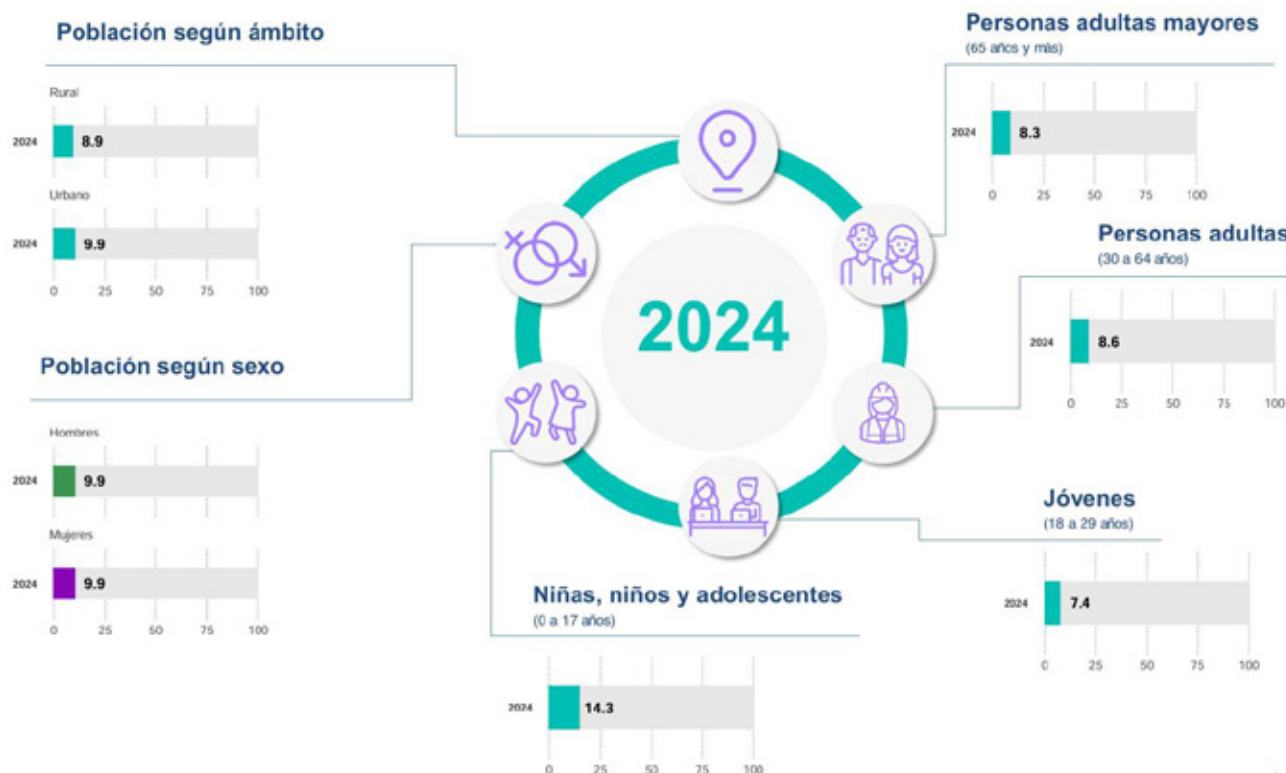 Población según ámbito
Rural
2024 8.9
Urbano
2024 9.9
0 25 50 75 100
Población según sexo
Hombres
2024 9.9
Mujeres
2024 9.9
0 25 50 75 100
2024
Personas adultas mayores
(65 años y más)
2024 8.3
0 25 50 75 100
Personas adultas
(30 a 64 años)
2024 8.6
0 25 50 75 100
Jóvenes
(18 a 29 años)
2024 7.4
0 25 50 75 100
Niñas, niños y adolescentes
(0 a 17 años)
2024 14.3
0 25 50 75 100